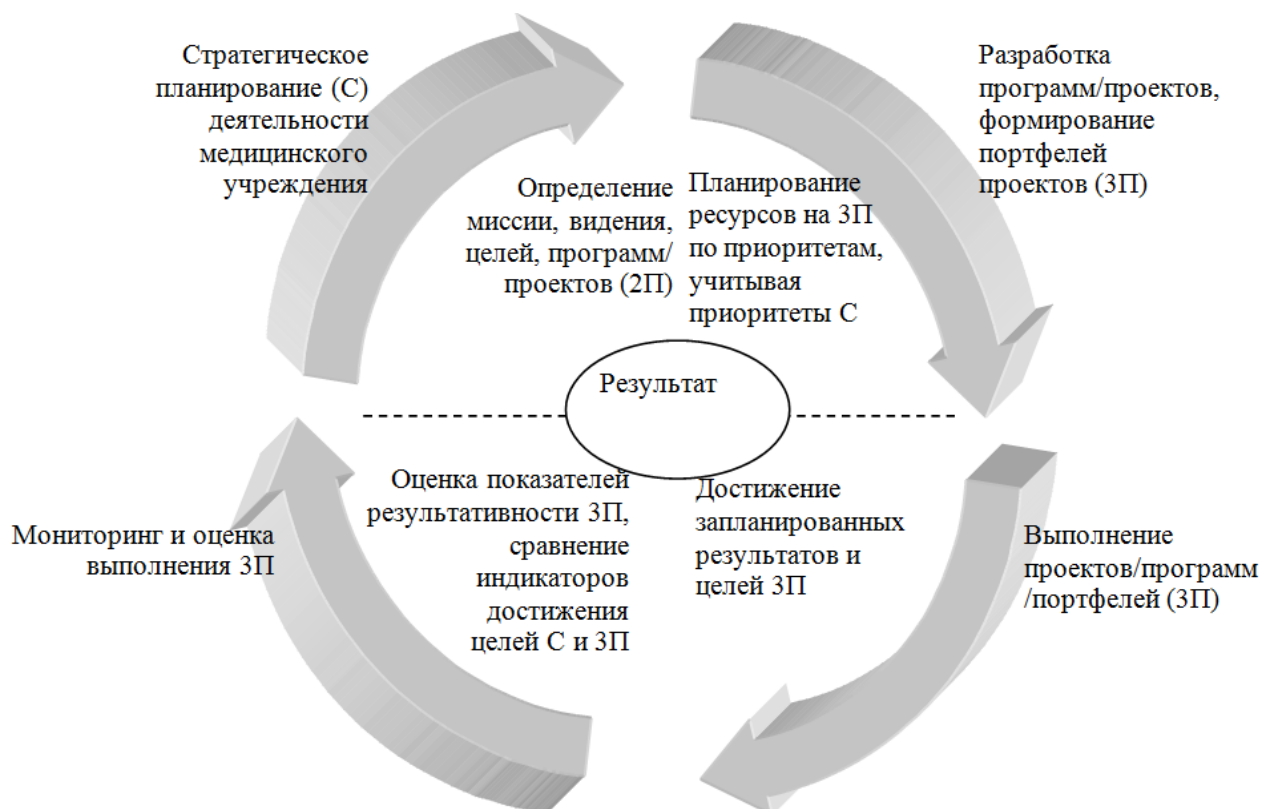 Стратегическое
планирование (С)
деятельности
медицинского
учреждения
Разработка
программ/проектов,
формирование
портфелей
проектов (3П)
Определение
миссии, видения,
целей, программ/
проектов (2П)
Планирование
ресурсов на 3П
по приоритетам,
учитывая
приоритеты С
Результат
Мониторинг и оценка
выполнения 3П
Оценка показателей
результативности 3П,
сравнение
индикаторов
достижения
целей С и 3П
Достижение
запланированных
результатов и
целей 3П
Выполнение
проектов/программ
/портфелей (3П)